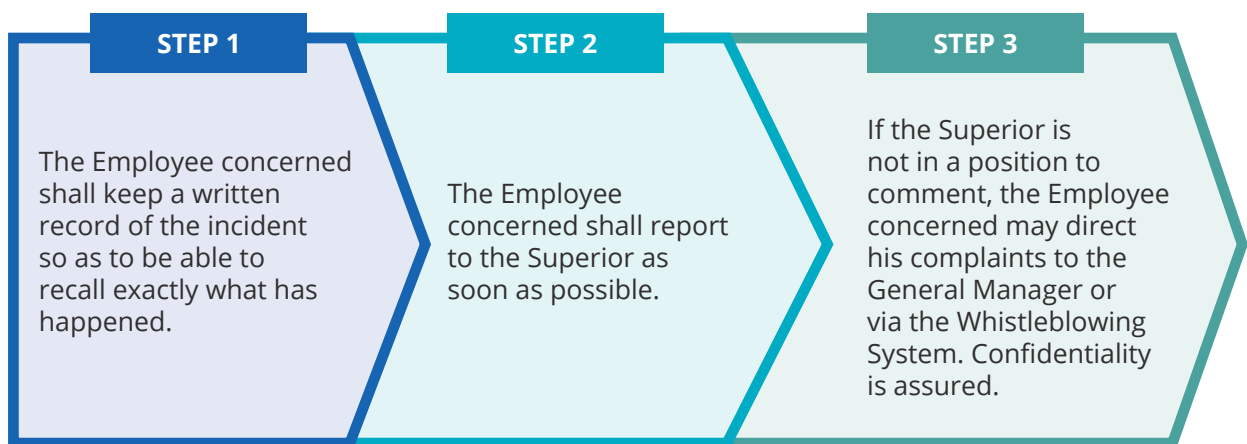 STEP 1
The Employee concerned
shall keep a written
record of the incident
so as to be able to
recall exactly what has
happened.
STEP 2
The Employee
concerned shall report
to the Superior as
soon as possible.
STEP 3
If the Superior is
not in a position to
comment, the Employee
concerned may direct
his complaints to the
General Manager or
via the Whistleblowing
System. Confidentiality
is assured.